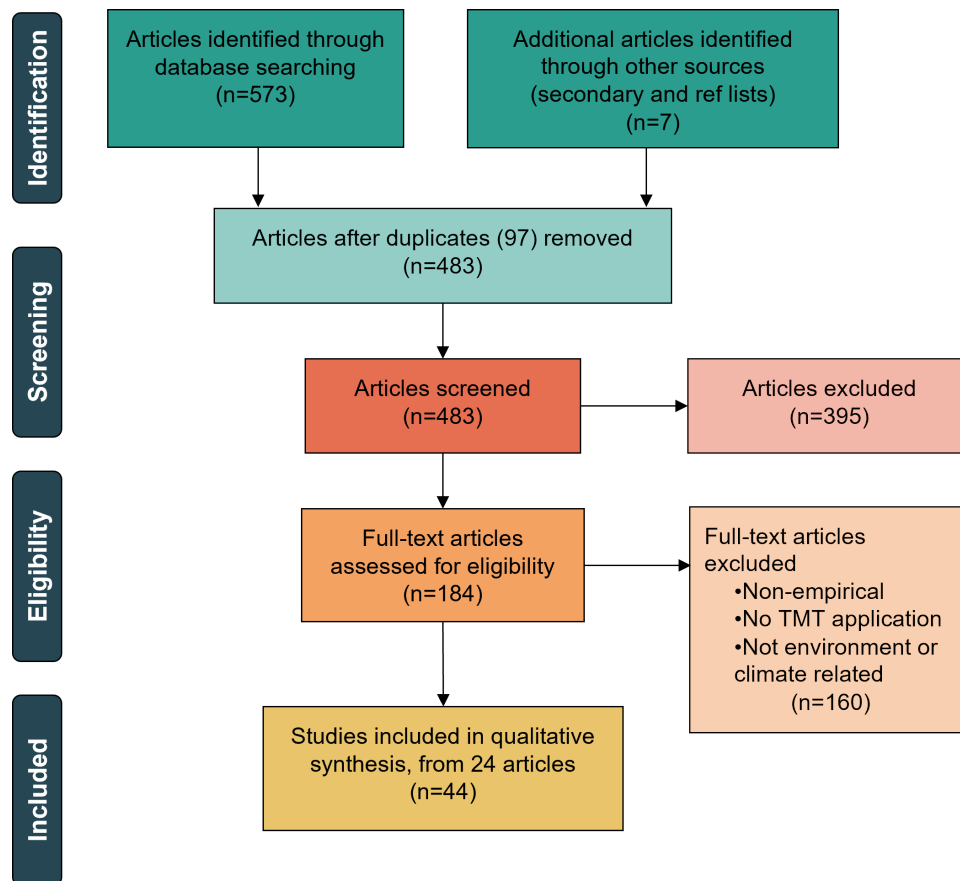 Identification
Articles identified through
database searching
(n=573)
Additional articles identified
through other sources
(secondary and ref lists)
(n=7)
Articles after duplicates (97) removed
(n=483)
Screening
Articles screened
(n=483)
Articles excluded
(n=395)
Eligibility
Full-text articles
assessed for eligibility
(n=184)
Full-text articles
excluded
•Non-empirical
•No TMT application
•Not environment or
climate related
(n=160)
Included
Studies included in qualitative
synthesis, from 24 articles
(n=44)